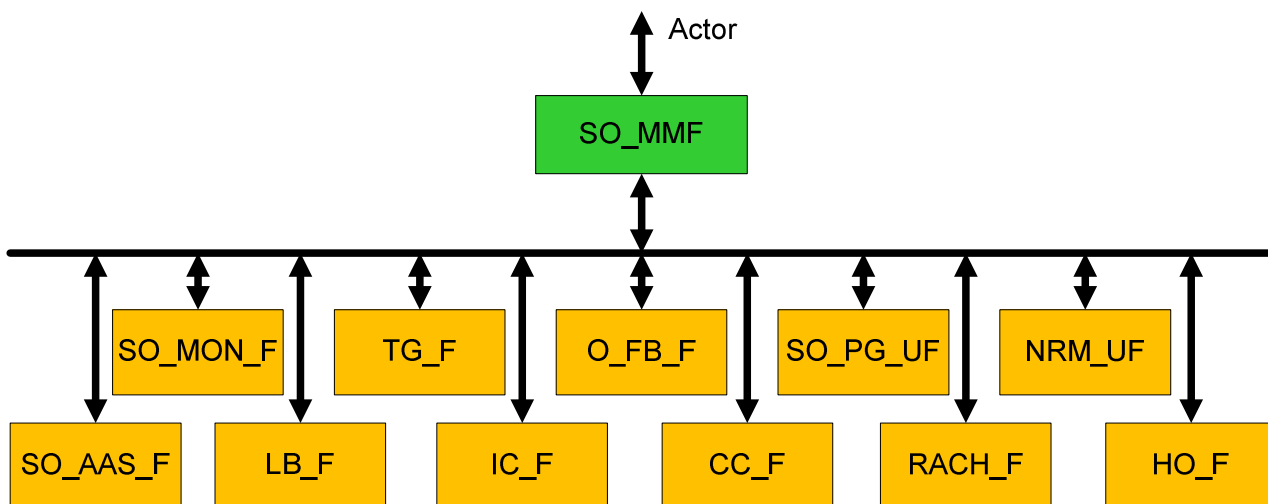 Actor
SO_MMF
SO_MON_F
TG_F
O_FB_F
SO_PG_UF
NRM_UF
SO_AAS_F
LB_F
IC_F
CC_F
RACH_F
HO_F